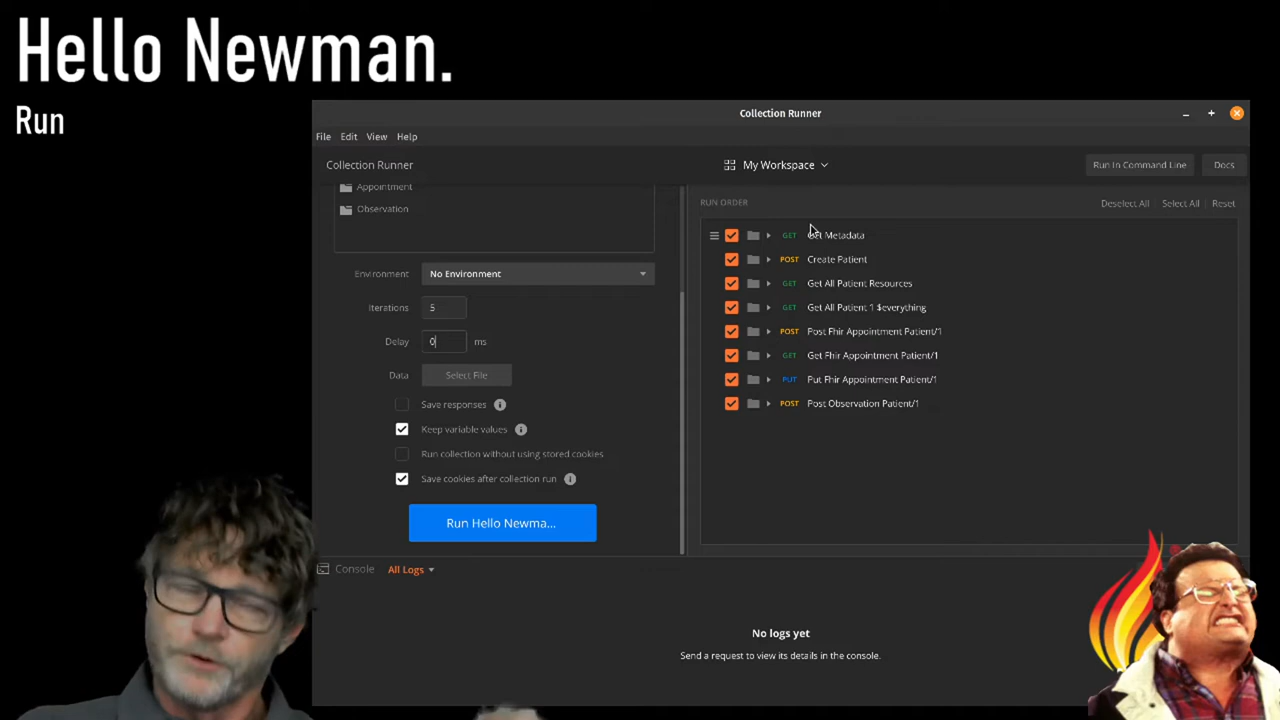 Hello Newman.
Run
Collection Runner
File Edit View Help
Collection Runner
My Workspace
Run In Command Line
Docs
Appointment
Observation
Environment No Environment
Iterations 5
Delay 0 ms
Data Select File
Save responses
Keep variable values
Run collection without using stored cookies
Save cookies after collection run
Run Hello Newma...
RUN ORDER
Deselect All Select All Reset
GET Get Metadata
POST Create Patient
GET Get All Patient Resources
GET Get All Patient 1 $everything
POST Post Fhir Appointment Patient/1
GET Get Fhir Appointment Patient/1
PUT Put Fhir Appointment Patient/1
POST Post Observation Patient/1
Console All Logs
No logs yet
Send a request to view its details in the console.